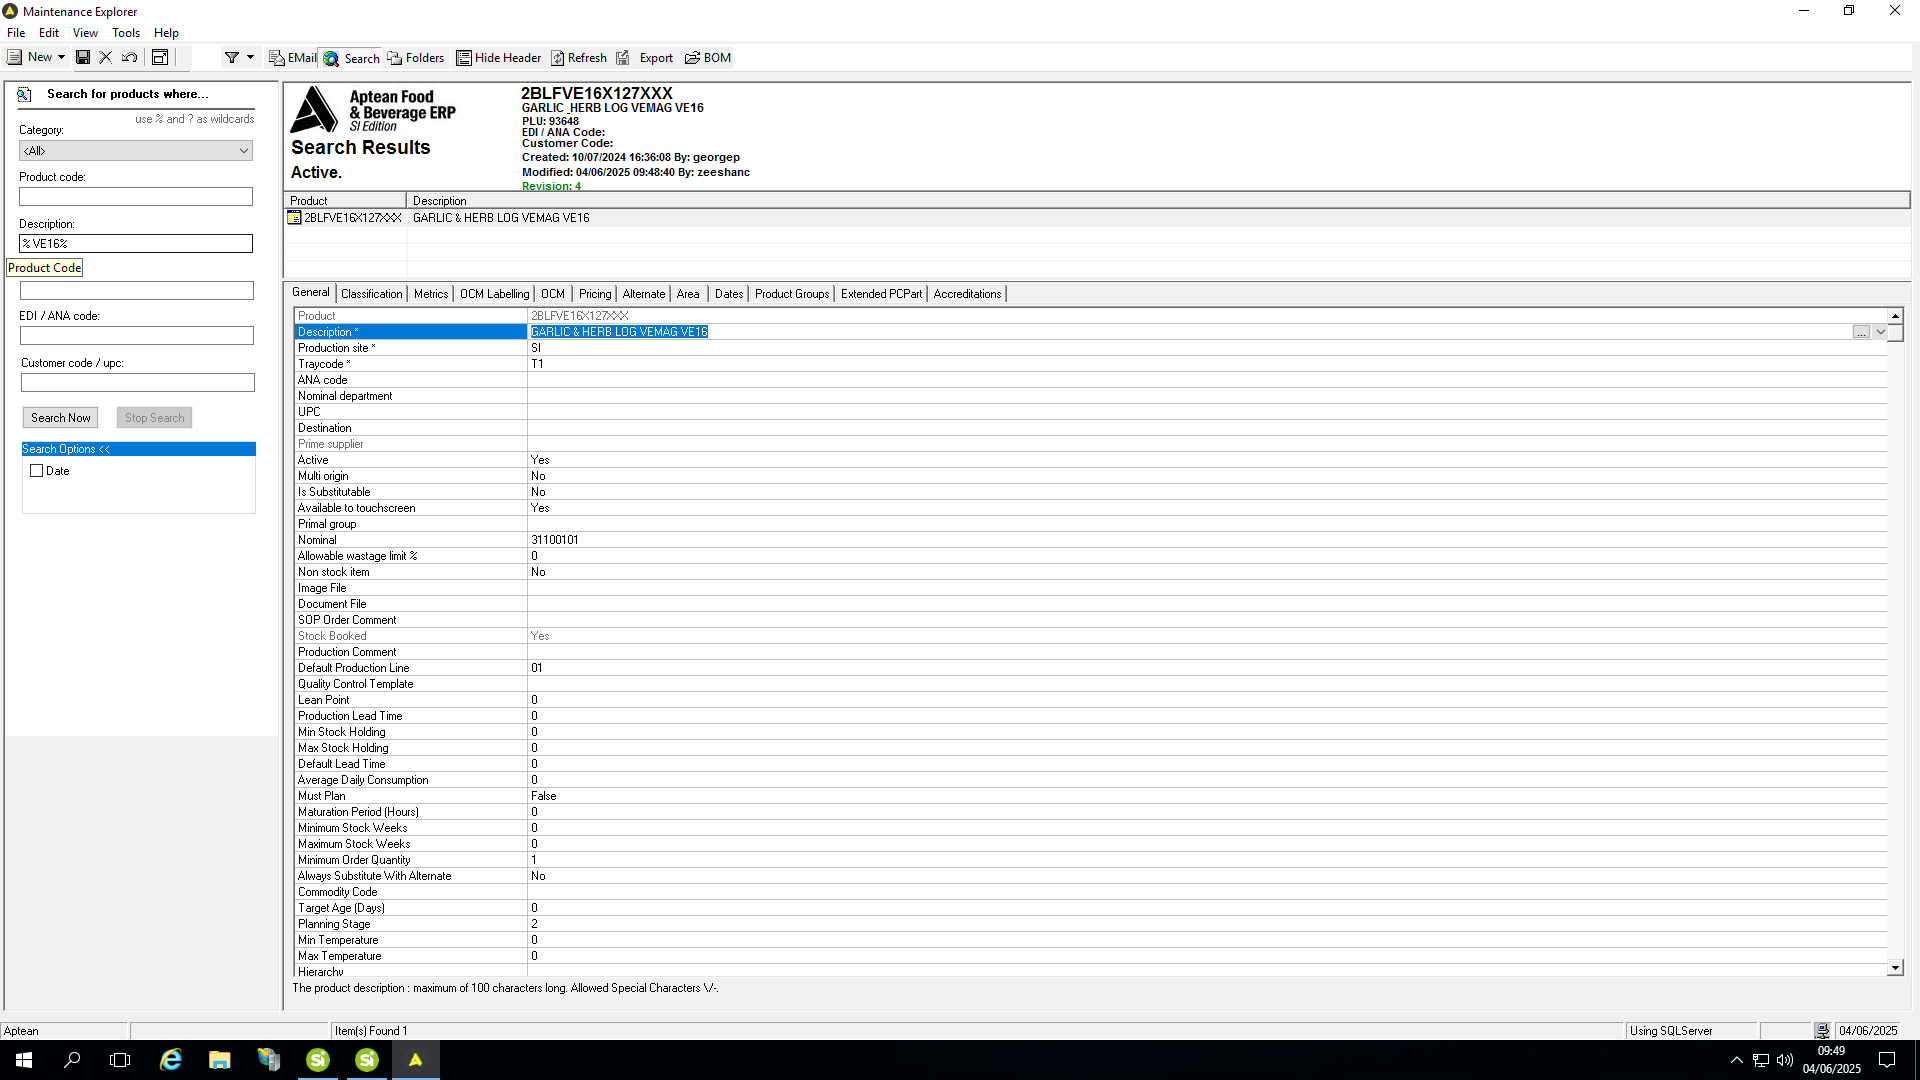 Maintenance Explorer
File Edit View Tools Help
New EMail Search Folders Hide Header Refresh Export BOM
Search for products where...
use % and ? as wildcards
Category:
<All>
Product code:
Description:
%VE16%
Product Code
EDI / ANA code:
Customer code / upc:
Search Now Stop Search
Search Options <<
Date
Aptean Food
& Beverage ERP
SI Edition
Search Results
Active.
2BLFVE16X127XXX
GARLIC_HERB LOG VEMAG VE16
PLU: 93648
EDI / ANA Code:
Customer Code:
Created: 10/07/2024 16:36:08 By: georgep
Modified: 04/06/2025 09:48:40 By: zeeshanc
Revision: 4
Product Description
2BLFVE16X127XXX GARLIC & HERB LOG VEMAG VE16
General Classification Metrics OCM Labelling OCM Pricing Alternate Area Dates Product Groups Extended PCPart Accreditations
Product 2BLFVE16X127XXX
Description * GARLIC & HERB LOG VEMAG VE16 ...
Production site * SI
Traycode * T1
ANA code
Nominal department
UPC
Destination
Prime supplier
Active Yes
Multi origin No
Is Substitutable No
Available to touchscreen Yes
Primal group
Nominal 31100101
Allowable wastage limit % 0
Non stock item No
Image File
Document File
SOP Order Comment
Stock Booked Yes
Production Comment
Default Production Line 01
Quality Control Template
Lean Point 0
Production Lead Time 0
Min Stock Holding 0
Max Stock Holding 0
Default Lead Time 0
Average Daily Consumption 0
Must Plan False
Maturation Period (Hours) 0
Minimum Stock Weeks 0
Maximum Stock Weeks 0
Minimum Order Quantity 1
Always Substitute With Alternate No
Commodity Code
Target Age (Days) 0
Planning Stage 2
Min Temperature 0
Max Temperature 0
Hierarchy
The product description : maximum of 100 characters long. Allowed Special Characters \/-.
Aptean Item(s) Found 1 Using SQLServer 04/06/2025
Si Si
09:49
04/06/2025